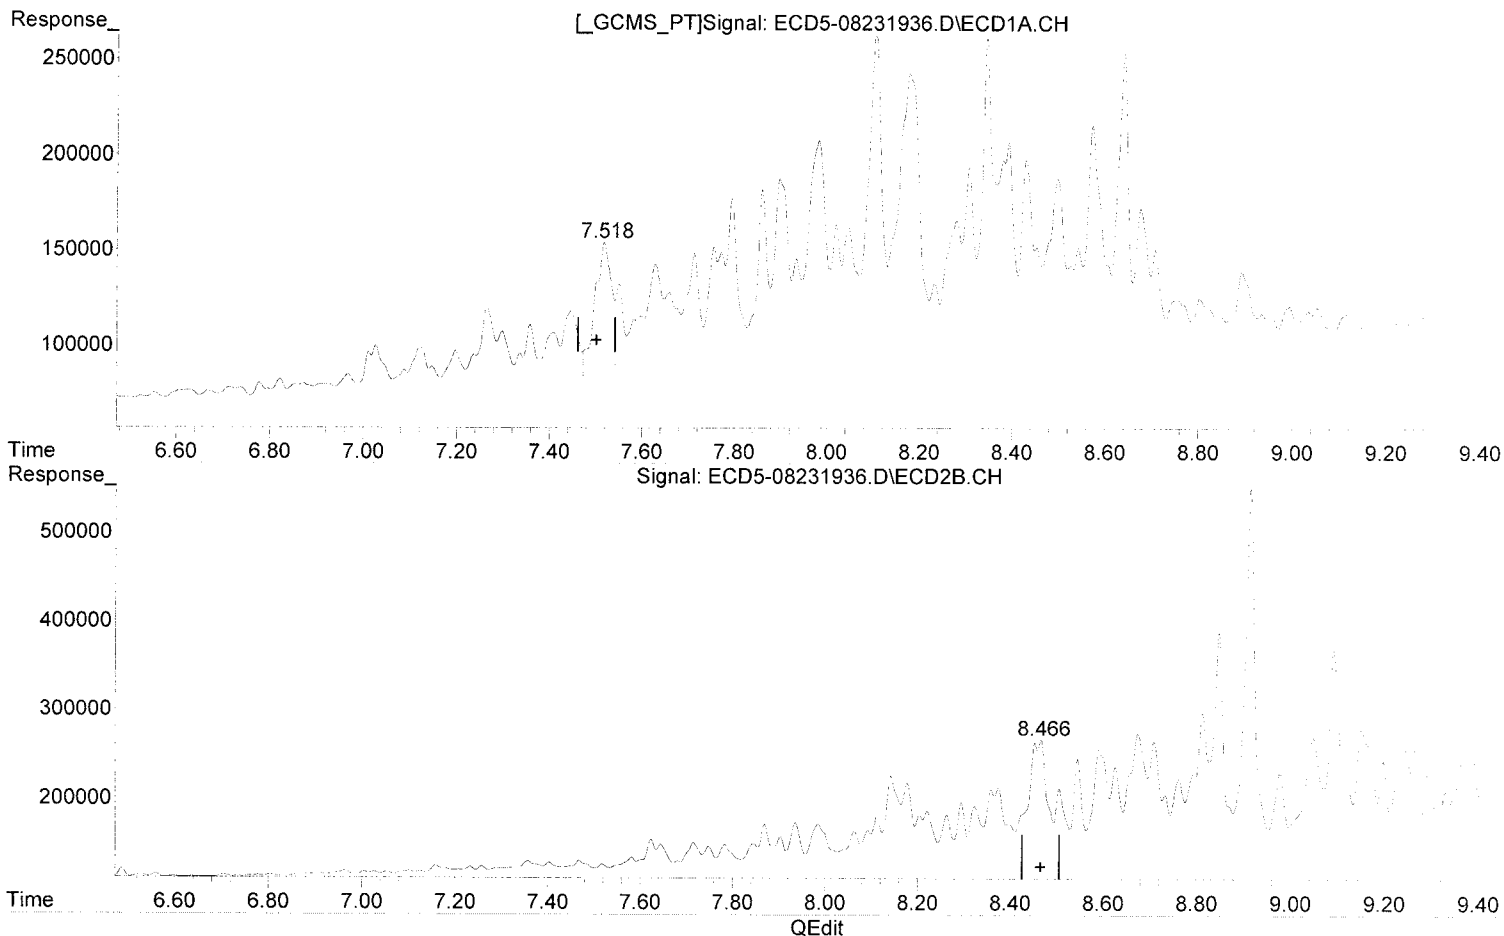 Response_
[_GCMS_PT]Signal: ECD5-08231936.D\ECD1A.CH
250000
200000
150000
100000
7.518
+
Time 6.60 6.80 7.00 7.20 7.40 7.60 7.80 8.00 8.20 8.40 8.60 8.80 9.00 9.20 9.40
Response_
Signal: ECD5-08231936.D\ECD2B.CH
500000
400000
300000
200000
8.466
+
Time 6.60 6.80 7.00 7.20 7.40 7.60 7.80 8.00 8.20 8.40 8.60 8.80 9.00 9.20 9.40
QEdit